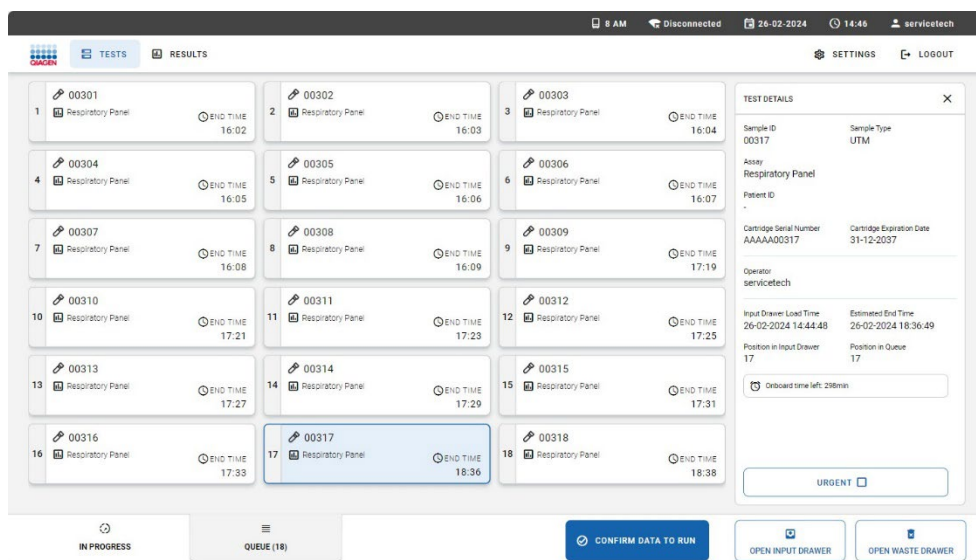 8 AM Disconnected 26-02-2024 14:46 servicetech
QIAGEN TESTS RESULTS SETTINGS LOGOUT
1 00301 Respiratory Panel END TIME 16:02
2 00302 Respiratory Panel END TIME 16:03
3 00303 Respiratory Panel END TIME 16:04
4 00304 Respiratory Panel END TIME 16:05
5 00305 Respiratory Panel END TIME 16:06
6 00306 Respiratory Panel END TIME 16:07
7 00307 Respiratory Panel END TIME 16:08
8 00308 Respiratory Panel END TIME 16:09
9 00309 Respiratory Panel END TIME 17:19
10 00310 Respiratory Panel END TIME 17:21
11 00311 Respiratory Panel END TIME 17:23
12 00312 Respiratory Panel END TIME 17:25
13 00313 Respiratory Panel END TIME 17:27
14 00314 Respiratory Panel END TIME 17:29
15 00315 Respiratory Panel END TIME 17:31
16 00316 Respiratory Panel END TIME 17:33
17 00317 Respiratory Panel END TIME 18:36
18 00318 Respiratory Panel END TIME 18:38
TEST DETAILS
Sample ID Sample Type
00317 UTM
Assay
Respiratory Panel
Patient ID
-
Cartridge Serial Number Cartridge Expiration Date
AAAAA00317 31-12-2037
Operator
servicetech
Input Drawer Load Time Estimated End Time
26-02-2024 14:44:48 26-02-2024 18:36:49
Position in Input Drawer Position in Queue
17 17
Onboard time left: 298min
URGENT
IN PROGRESS QUEUE (18) CONFIRM DATA TO RUN OPEN INPUT DRAWER OPEN WASTE DRAWER